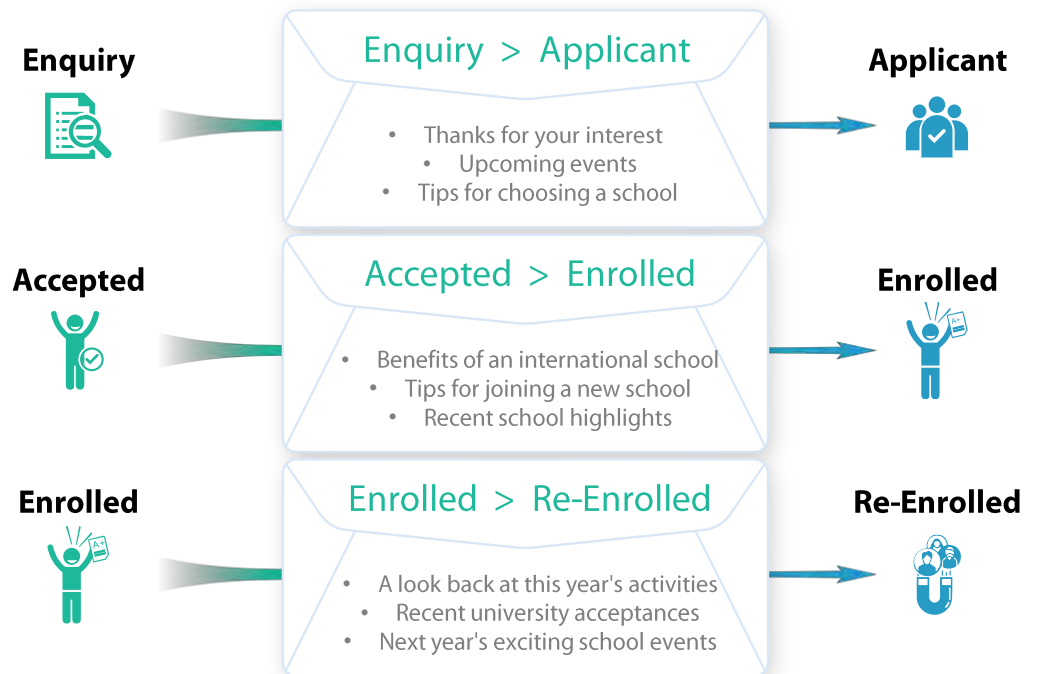 Enquiry
Enquiry > Applicant
Applicant
• Thanks for your interest
• Upcoming events
• Tips for choosing a school
Accepted
Accepted > Enrolled
Enrolled
A+
• Benefits of an international school
• Tips for joining a new school
• Recent school highlights
Enrolled
A+
Enrolled > Re-Enrolled
Re-Enrolled
• A look back at this year's activities
• Recent university acceptances
• Next year's exciting school events